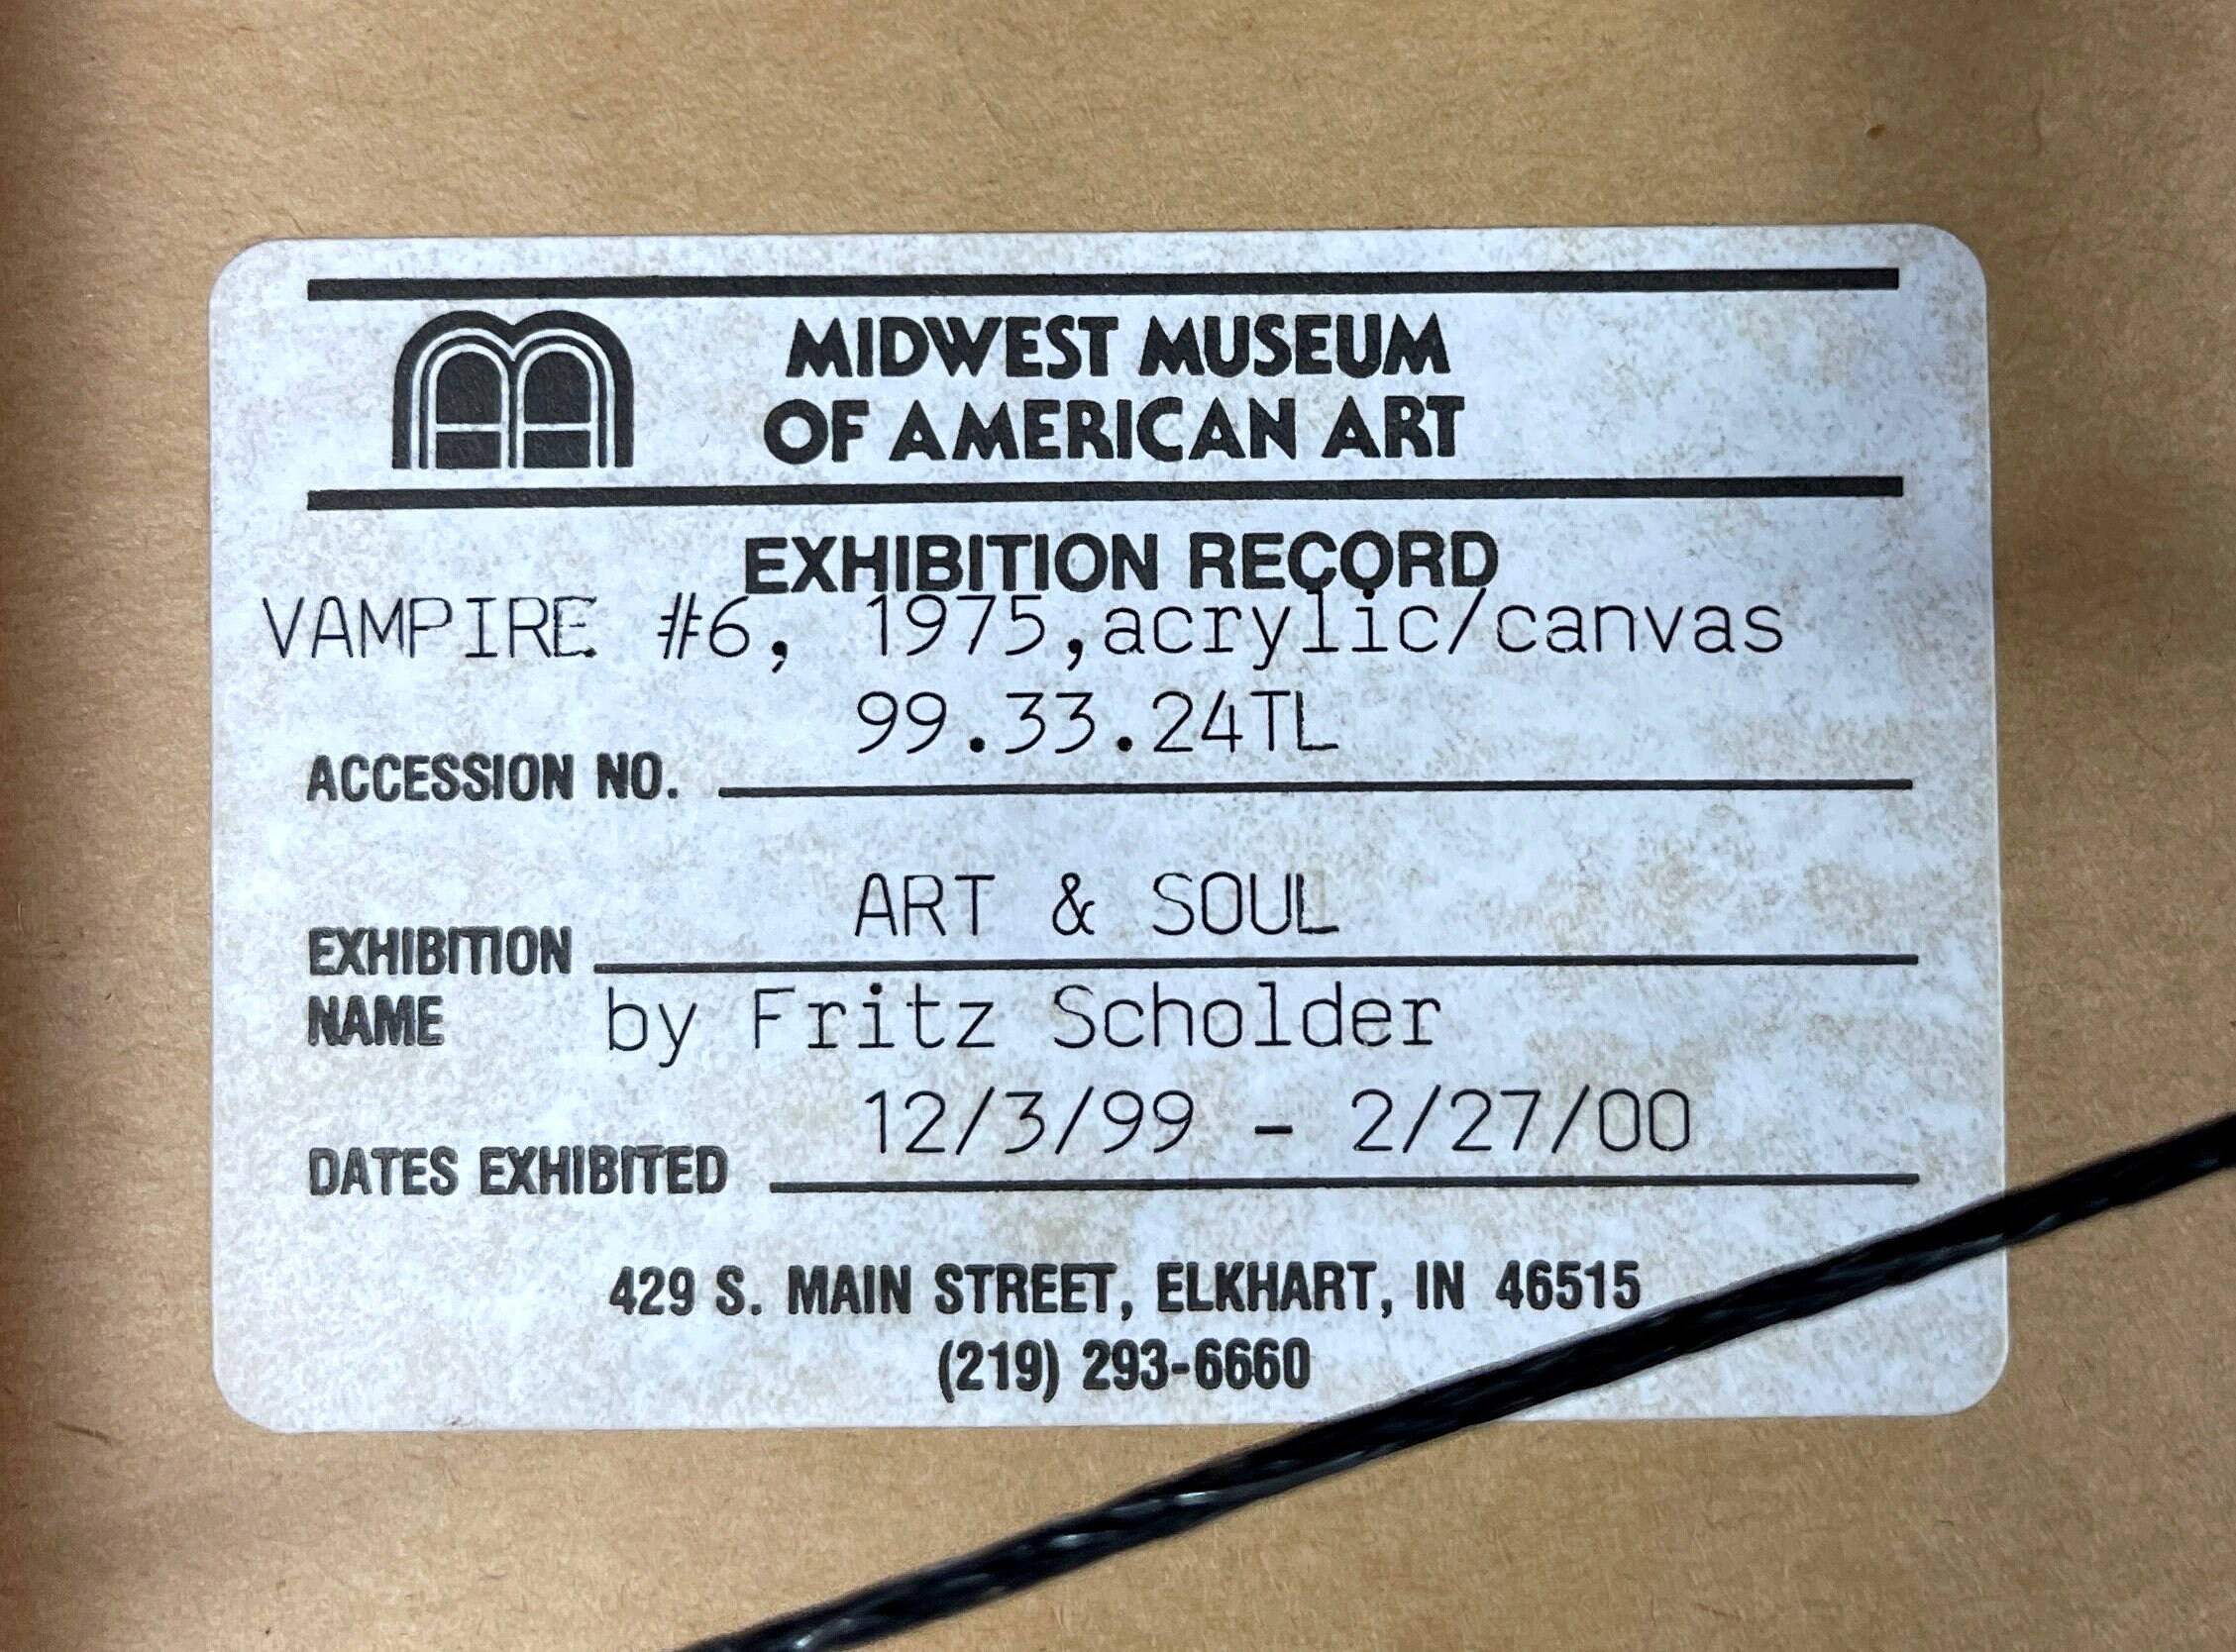 MIDWEST MUSEUM
OF AMERICAN ART
EXHIBITION RECORD
VAMPIRE #6, 1975,acrylic/canvas
99.33.24TL
ACCESSION NO.
ART & SOUL
EXHIBITION
NAME by Fritz Scholder
12/3/99 - 2/27/00
DATES EXHIBITED
429 S. MAIN STREET, ELKHART, IN 46515
(219) 293-6660